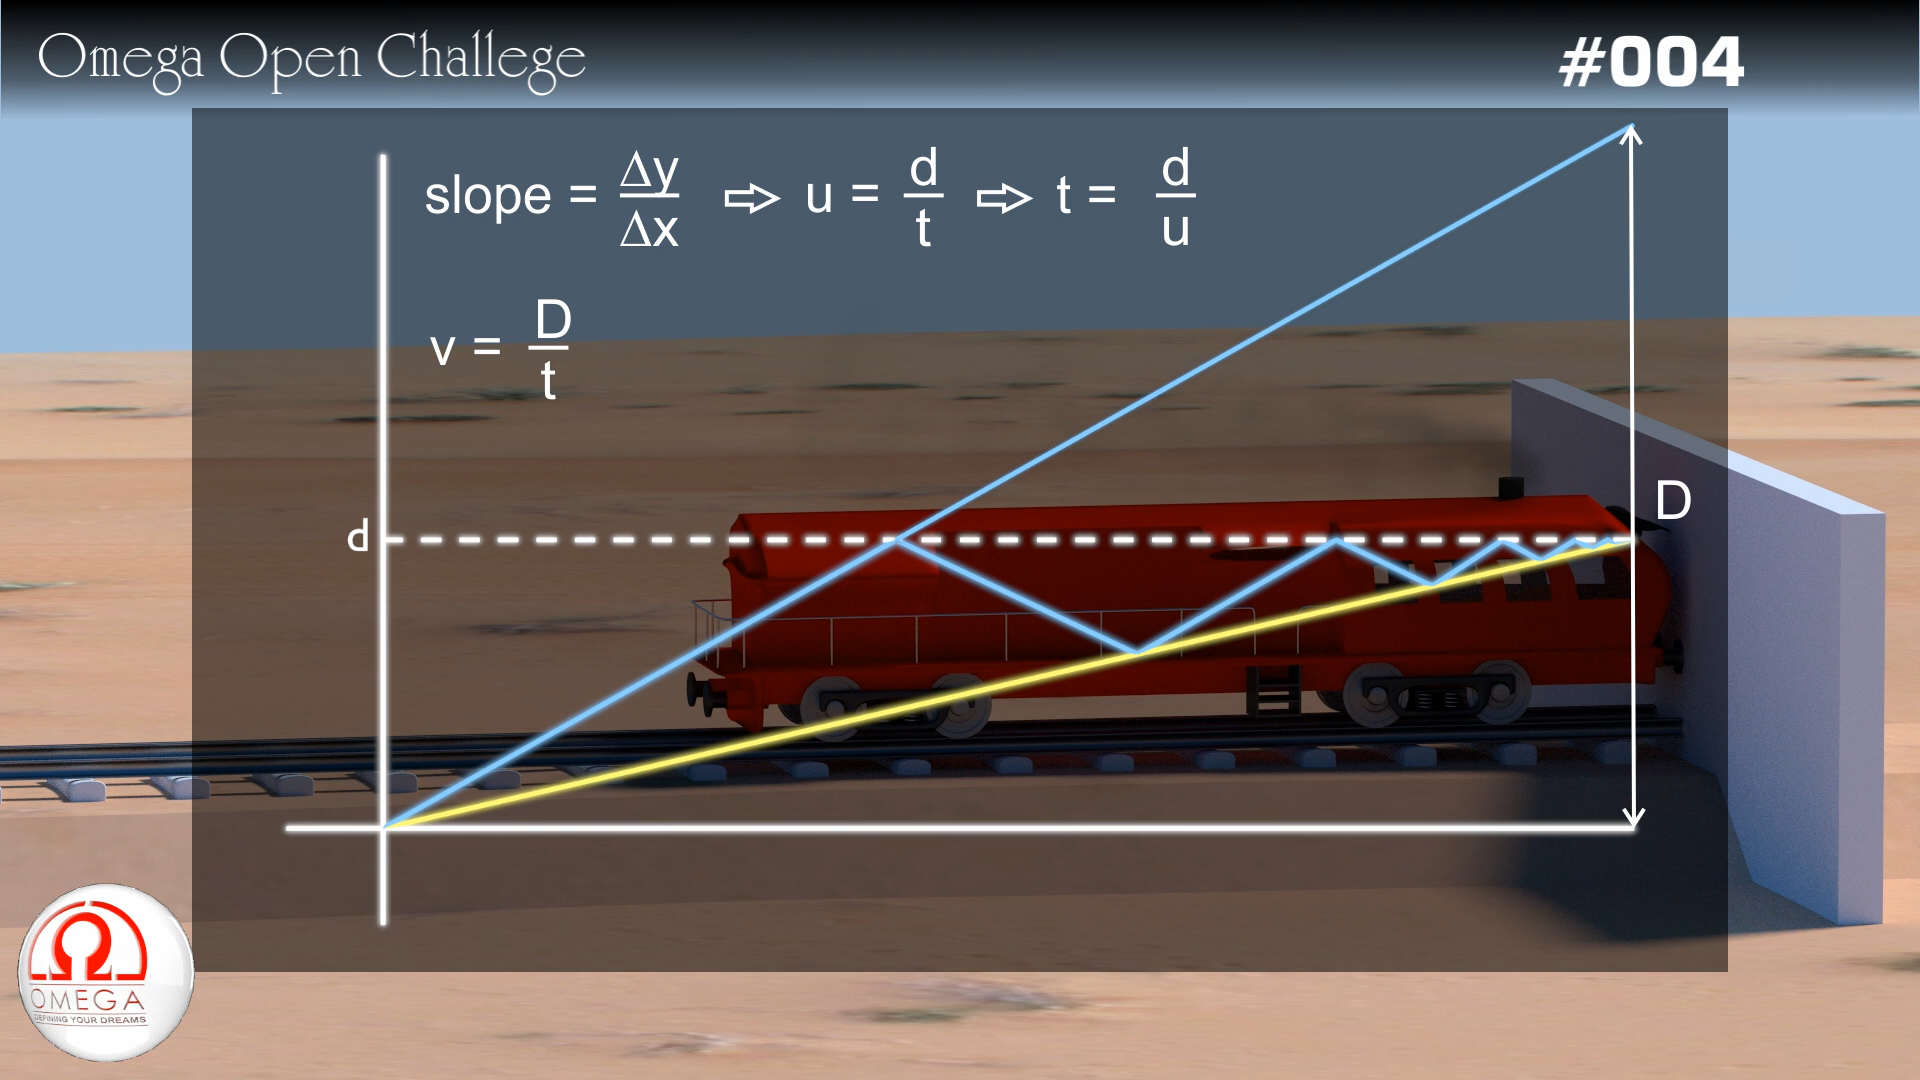 Omega Open Challege
#004
slope = Δy/Δx ⇨ u = d/t ⇨ t = d/u
v = D/t
d
D
Ω
OMEGA
DEFINING YOUR DREAMS